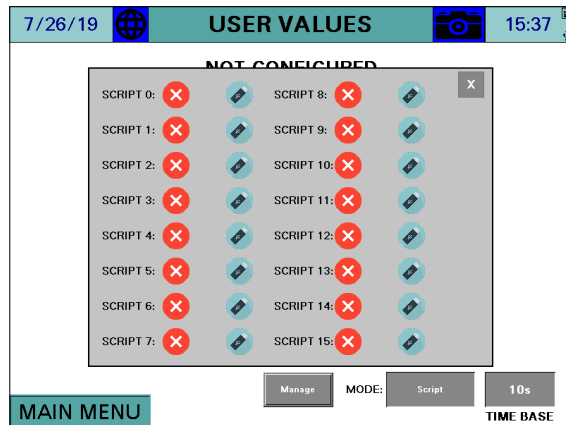 7/26/19 USER VALUES 15:37
NOT CONFIGURED
X
SCRIPT 0: SCRIPT 8:
SCRIPT 1: SCRIPT 9:
SCRIPT 2: SCRIPT 10:
SCRIPT 3: SCRIPT 11:
SCRIPT 4: SCRIPT 12:
SCRIPT 5: SCRIPT 13:
SCRIPT 6: SCRIPT 14:
SCRIPT 7: SCRIPT 15:
Manage MODE: Script 10s
MAIN MENU TIME BASE